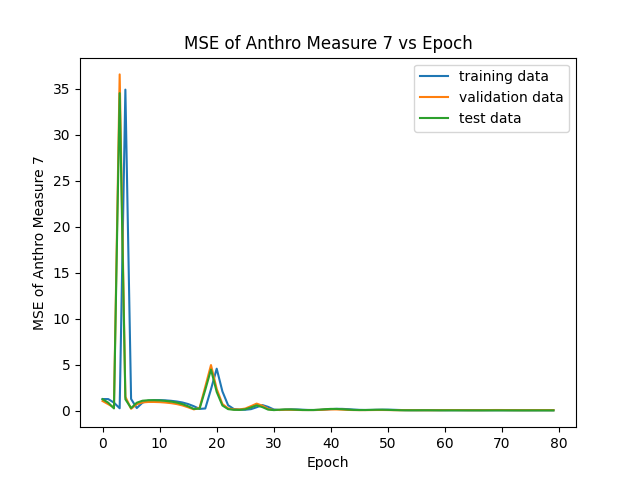 MSE of Anthro Measure 7 vs Epoch
training data
validation data
test data
MSE of Anthro Measure 7
35
30
25
20
15
10
5
0
0 10 20 30 40 50 60 70 80
Epoch